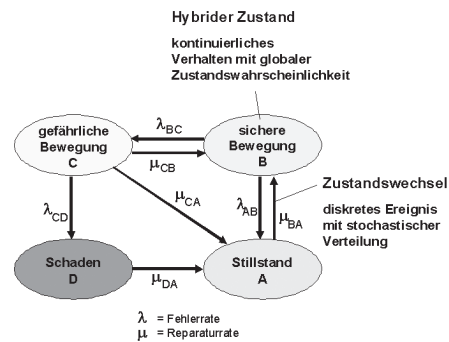 Hybrider Zustand
kontinuierliches
Verhalten mit globaler
Zustandswahrscheinlichkeit
gefährliche
Bewegung
C
λBC
μCB
sichere
Bewegung
B
λCD
μCA
λAB
μBA
Zustandswechsel
diskretes Ereignis
mit stochastischer
Verteilung
Schaden
D
μDA
Stillstand
A
λ = Fehlerrate
μ = Reparaturrate